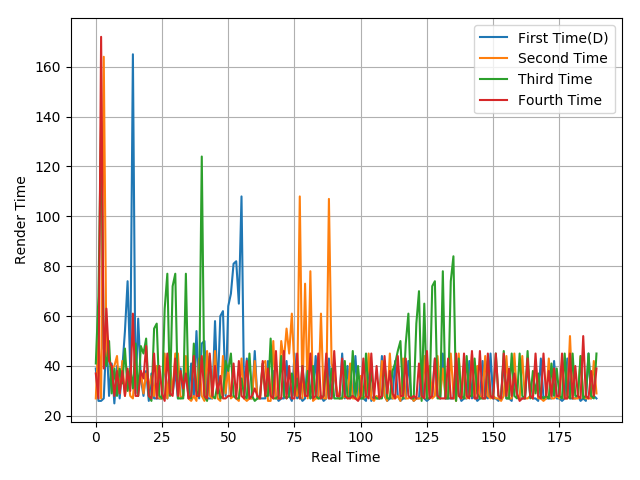 First Time(D)
Second Time
Third Time
Fourth Time
Render Time
160
140
120
100
80
60
40
20
0
25
50
75
100
125
150
175
Real Time